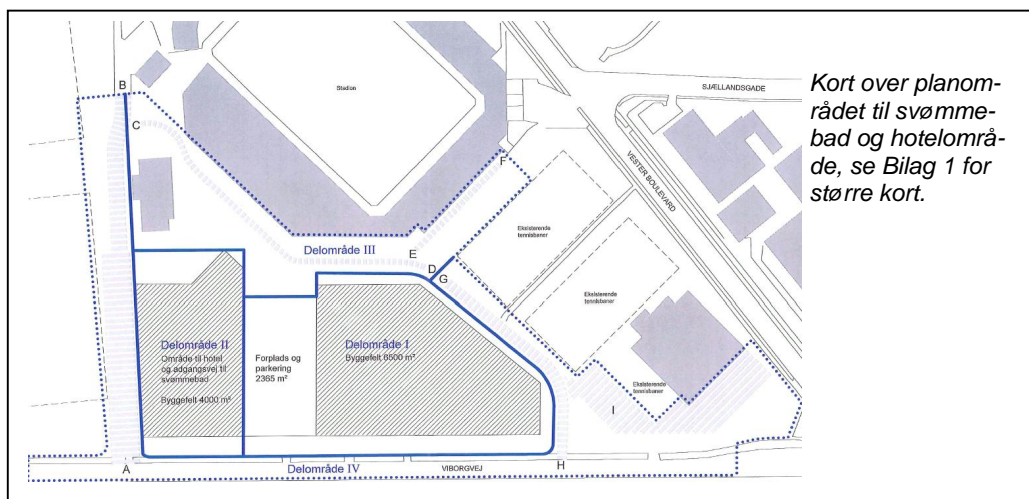 Stadion
SJÆLLANDSGADE
VESTER BOULEVARD
B
C
F
Eksisterende
tennisbaner
Delområde III
E
D
G
Eksisterende
tennisbaner
Delområde II
Område til hotel
og adgangsvej til
svømmebad
Byggefelt 4000 m²
Forplads og
parkering
2365 m²
Delområde I
Byggefelt 6500 m²
Eksisterende
tennisbaner
I
A
Delområde IV
VIBORGVEJ
H
Kort over planom-
rådet til svømme-
bad og hotelområ-
de, se Bilag 1 for
større kort.